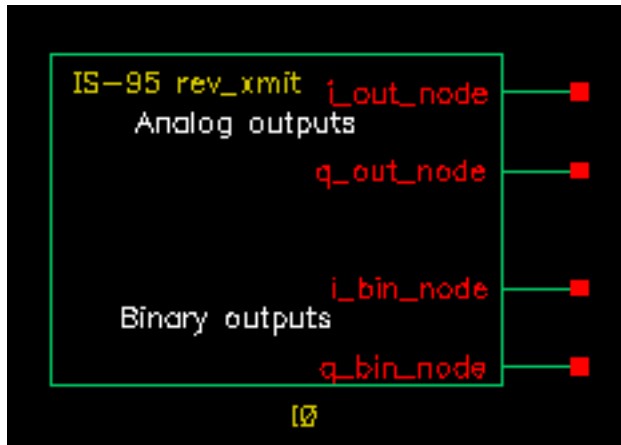 IS-95 rev_xmit
i_out_node
Analog outputs
q_out_node
i_bin_node
Binary outputs
q_bin_node
I0